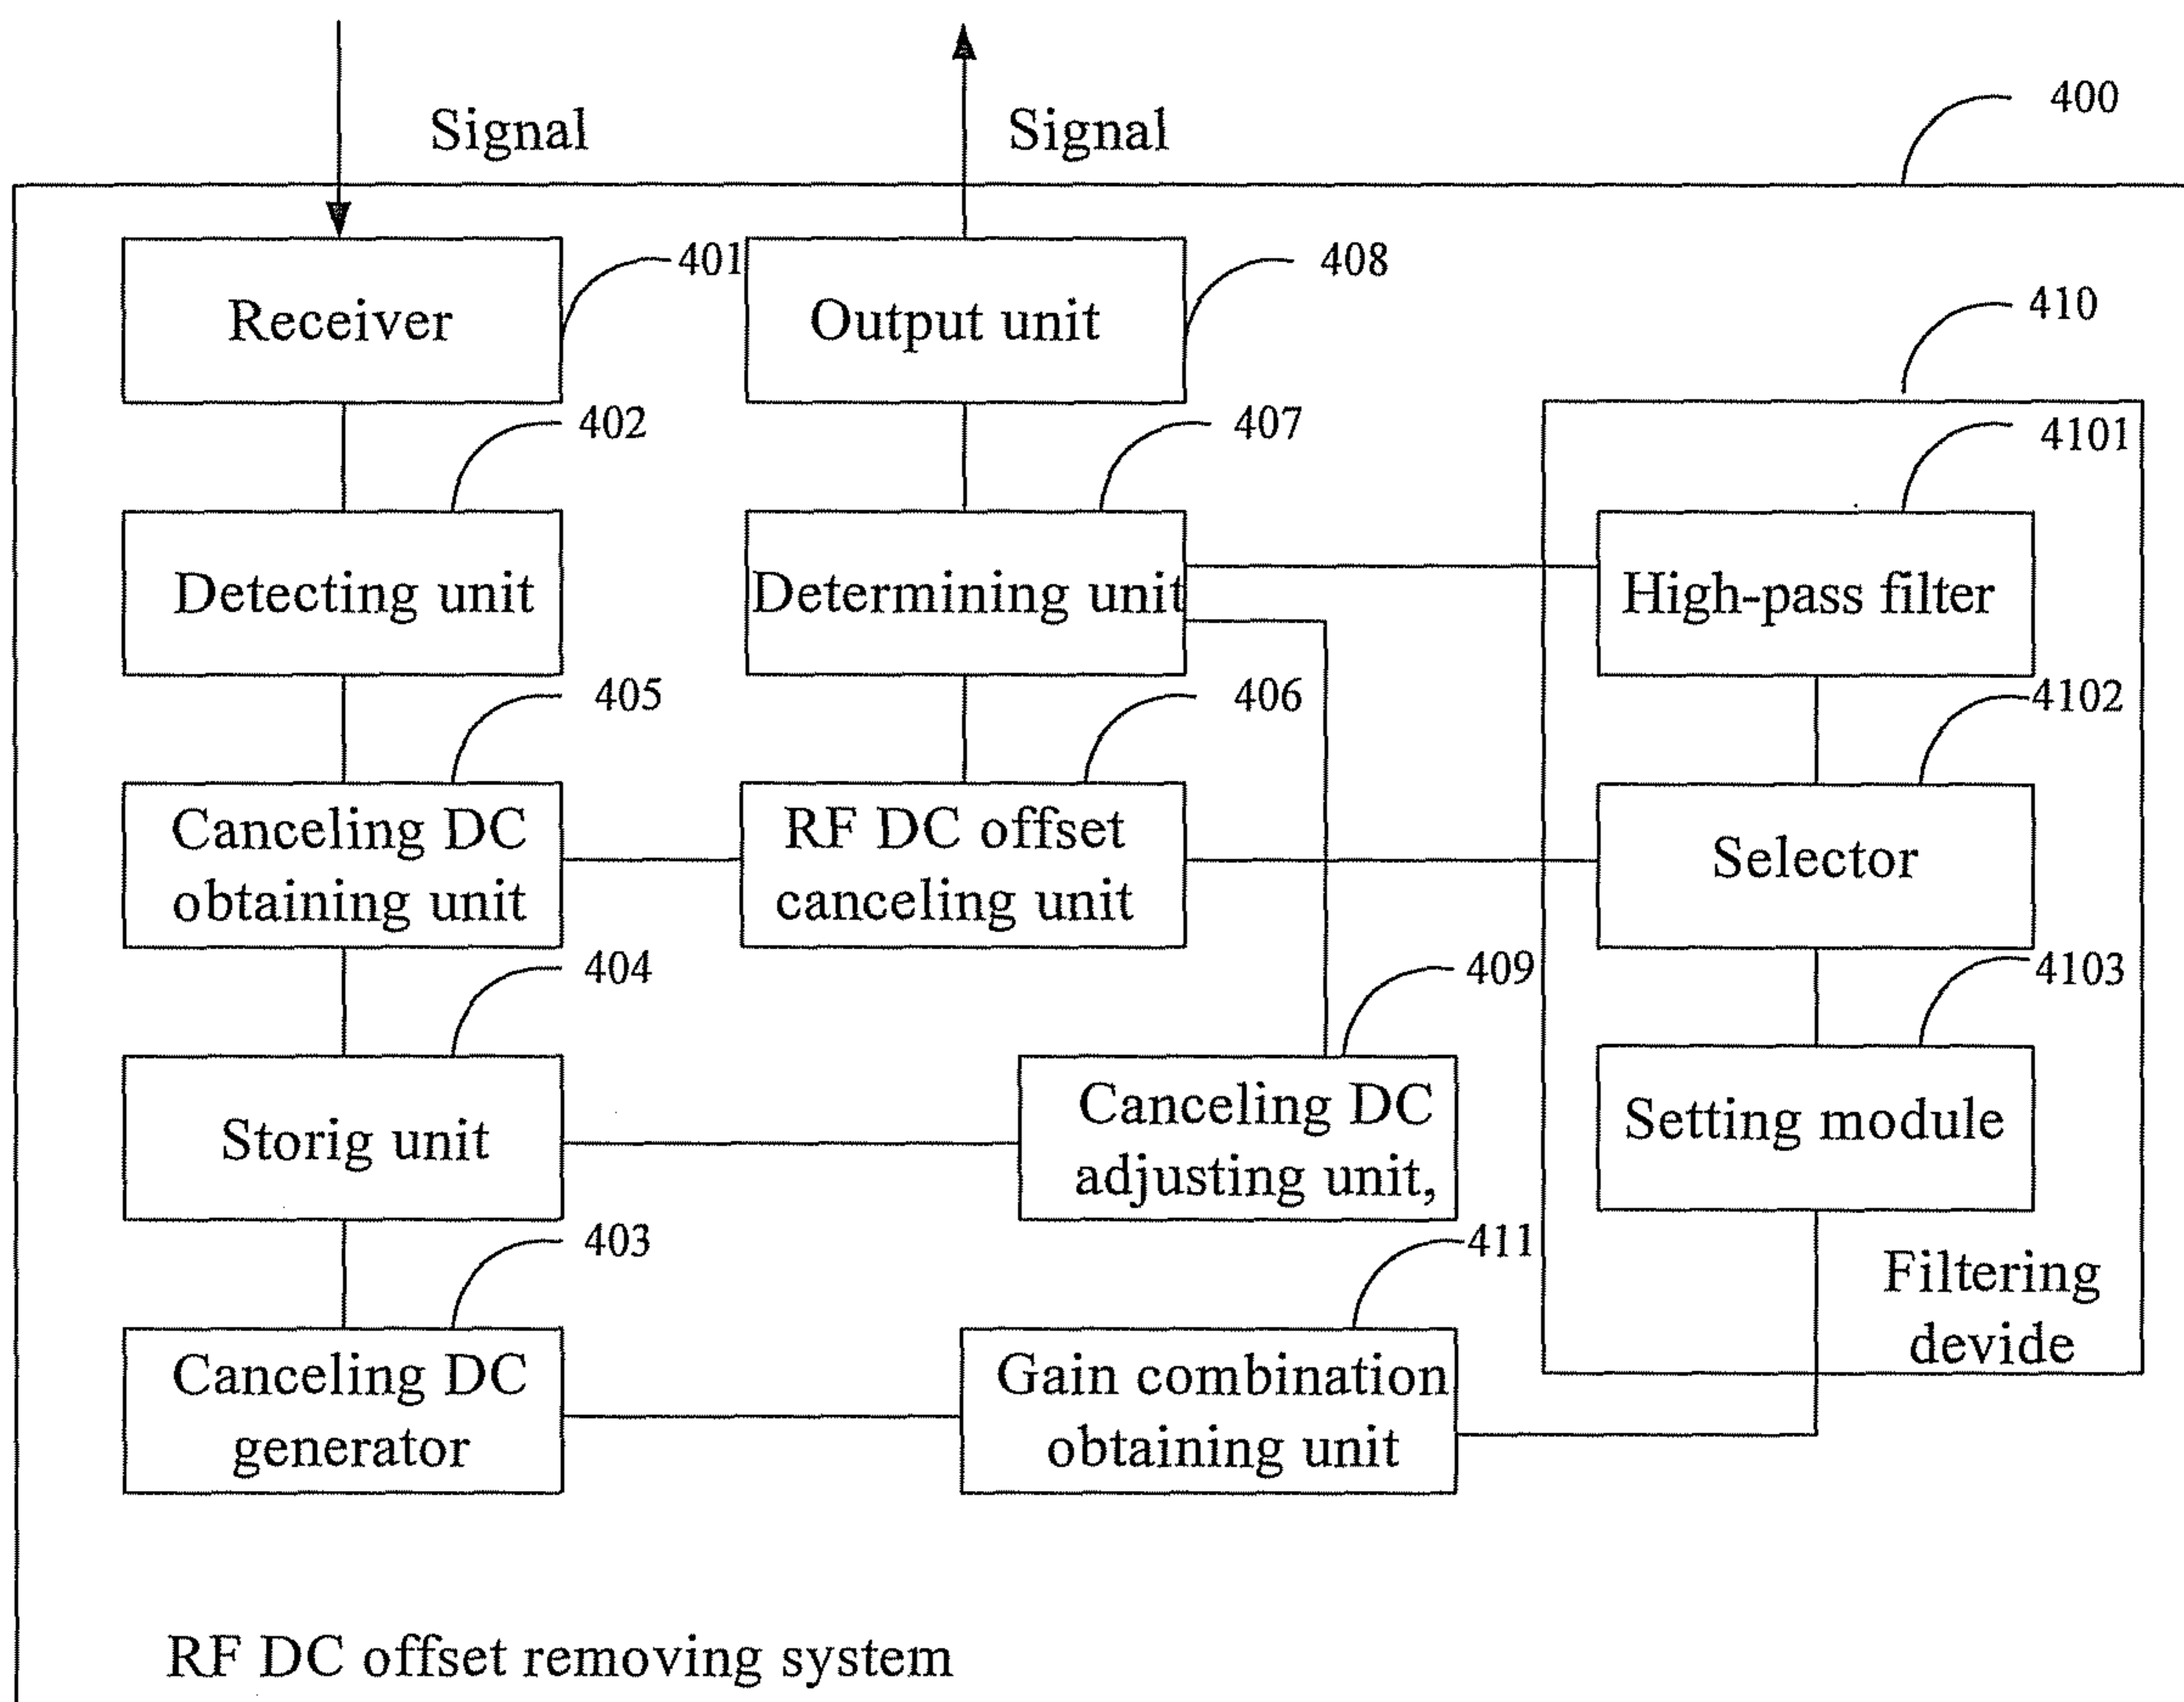 Signal
Signal
400
Receiver
401
Output unit
408
410
402
407
4101
Detecting unit
Determining unit
High-pass filter
405
406
4102
Canceling DC
obtaining unit
RF DC offset
canceling unit
Selector
404
409
4103
Storig unit
Canceling DC
adjusting unit,
Setting module
403
411
Filtering
devide
Canceling DC
generator
Gain combination
obtaining unit
RF DC offset removing system